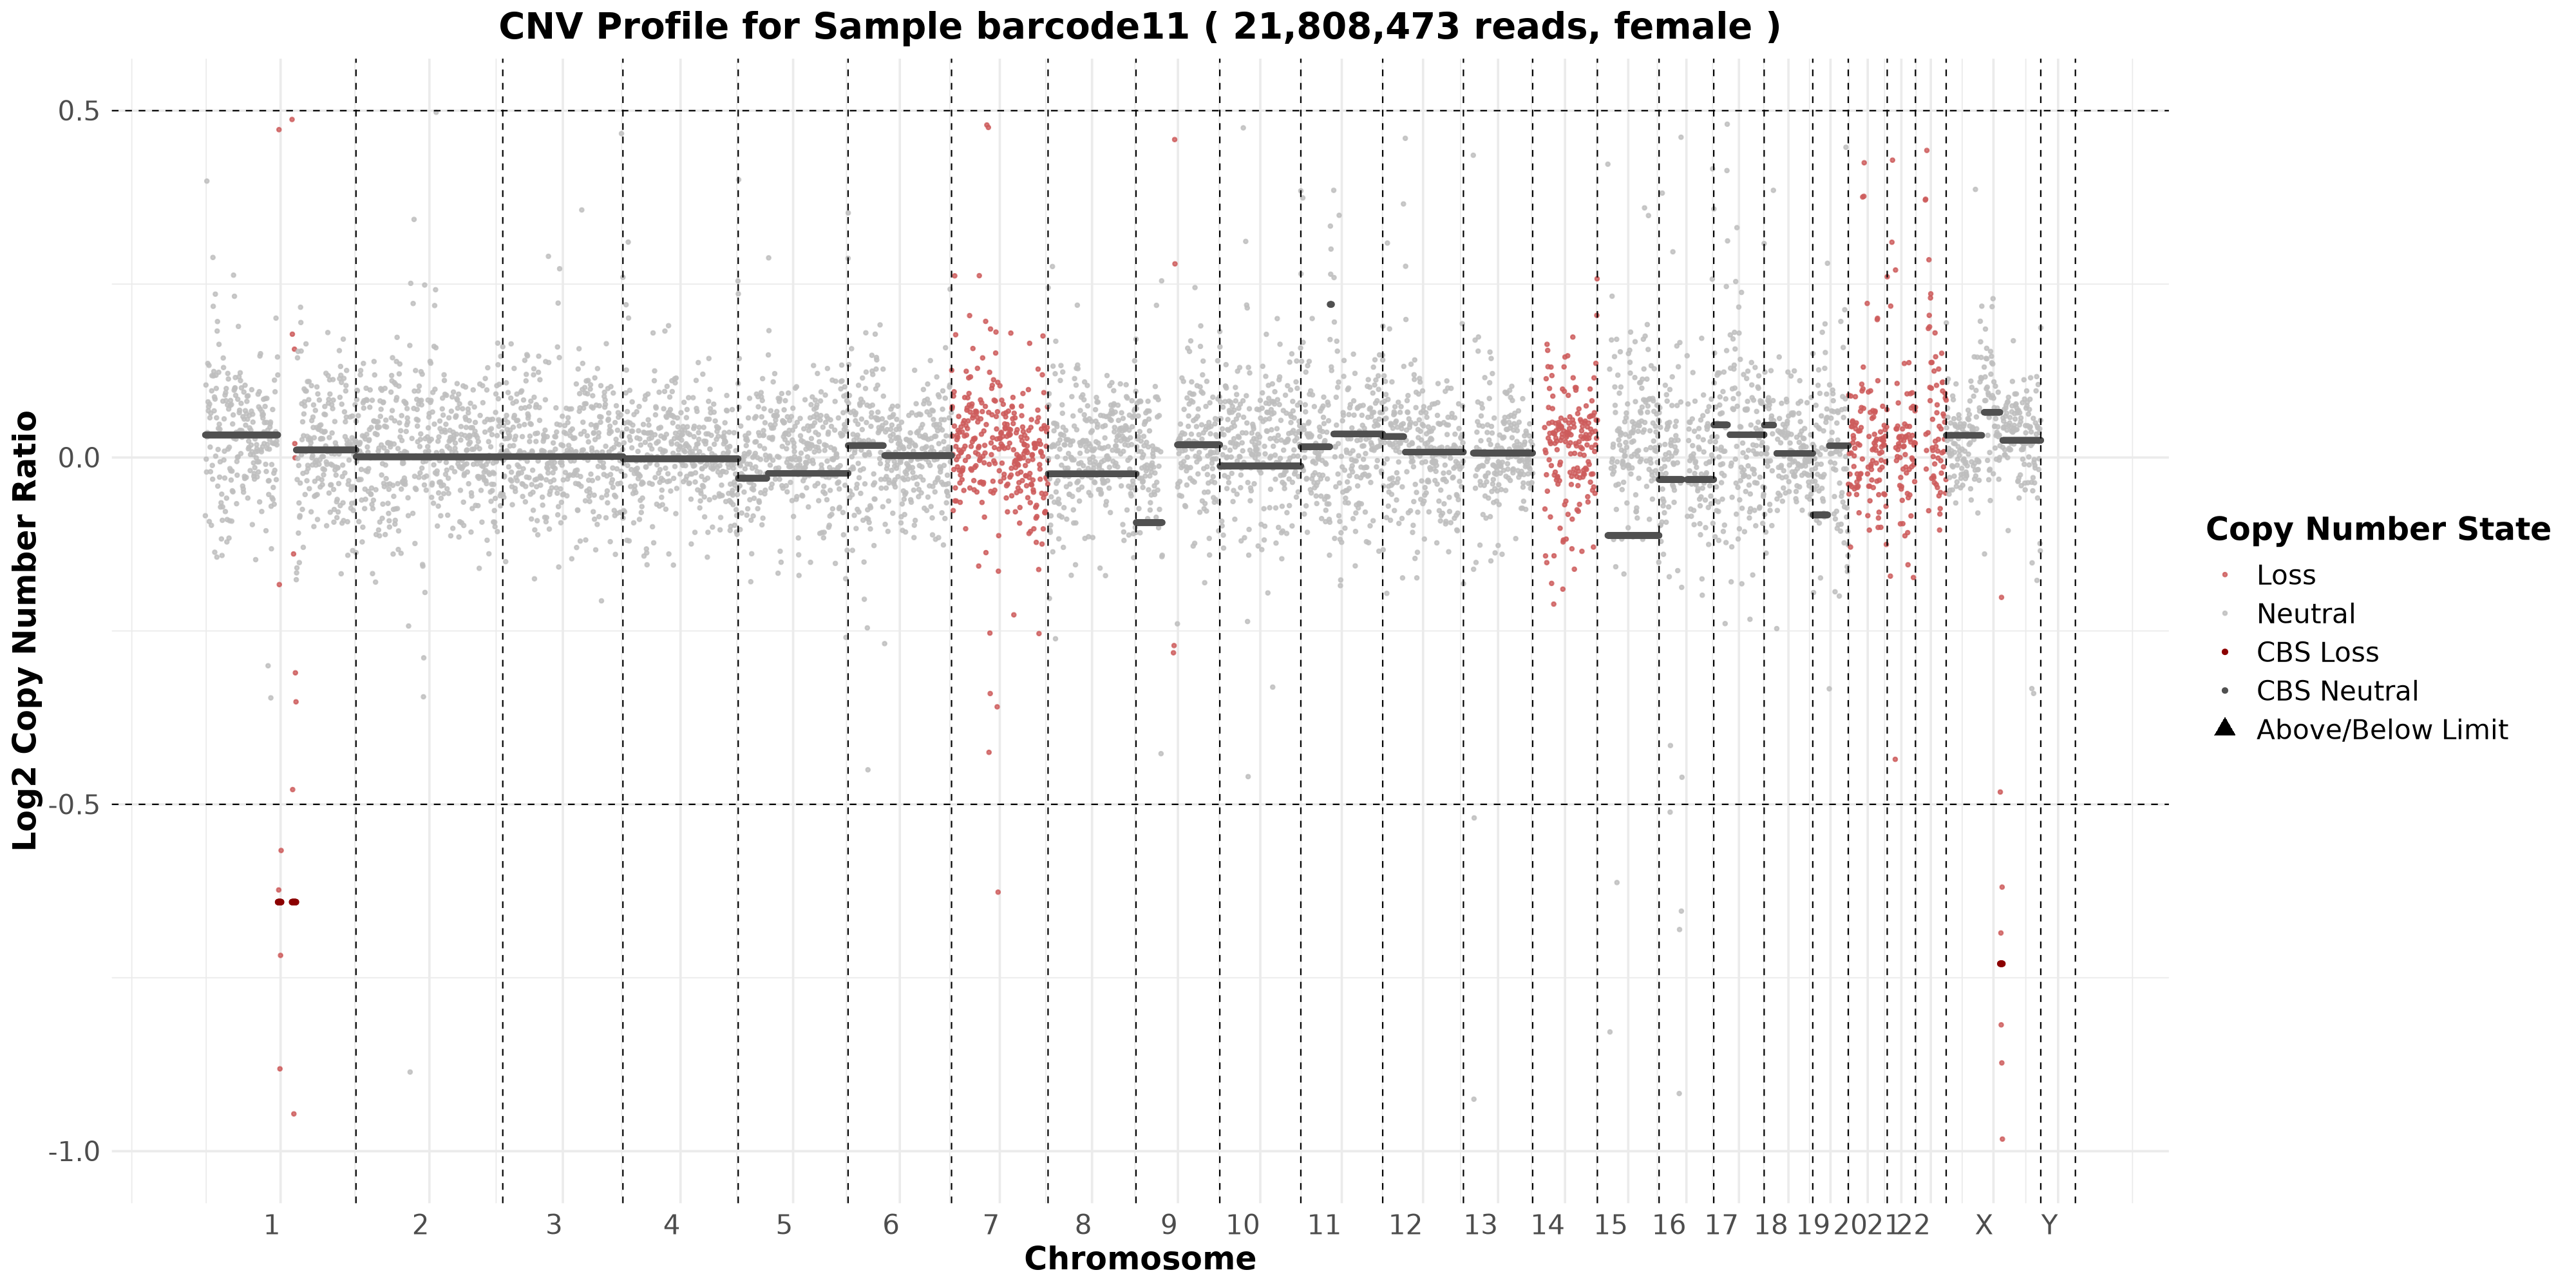 CNV Profile for Sample barcode11 ( 21,808,473 reads, female )
Log2 Copy Number Ratio
0.5
0.0
-0.5
-1.0
1 2 3 4 5 6 7 8 9 10 11 12 13 14 15 16 17 18 19 20 21 22 X Y
Chromosome
Copy Number State
Loss
Neutral
CBS Loss
CBS Neutral
Above/Below Limit